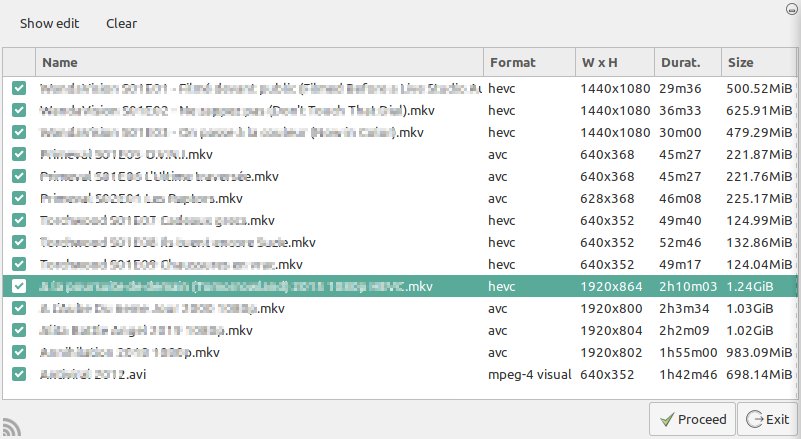 Show edit Clear
Name Format W x H Durat. Size
WandaVision S01E01 - Filmé devant public (Filmed Before a Live Studio Au hevc 1440x1080 29m36 500.52MiB
WandaVision S01E02 - Ne zappez pas (Don't Touch That Dial).mkv hevc 1440x1080 36m33 625.91MiB
WandaVision S01E03 - On passe à la couleur (Now in Color).mkv hevc 1440x1080 30m00 479.29MiB
Primeval S01E05 O.V.N.I.mkv avc 640x368 45m27 221.87MiB
Primeval S01E06 L'Ultime traversée.mkv avc 640x368 45m27 221.76MiB
Primeval S02E01 Les Raptors.mkv avc 628x368 46m08 225.17MiB
Torchwood S01E07 Cadeaux grecs.mkv hevc 640x352 49m40 124.99MiB
Torchwood S01E08 Ils tuent encore Suzie.mkv hevc 640x352 52m46 132.86MiB
Torchwood S01E09 Chaussures en vrac.mkv hevc 640x352 49m17 124.04MiB
A la poursuite de demain (Tomorrowland) 2015 1080p HEVC.mkv hevc 1920x864 2h10m03 1.24GiB
A L'Aube Du 6eme Jour 2000 1080p.mkv avc 1920x800 2h3m34 1.03GiB
Alita Battle Angel 2019 1080p.mkv avc 1920x804 2h2m09 1.02GiB
Annihilation 2018 1080p.mkv avc 1920x802 1h55m00 983.09MiB
Antiviral 2012.avi mpeg-4 visual 640x352 1h42m46 698.14MiB
Proceed Exit